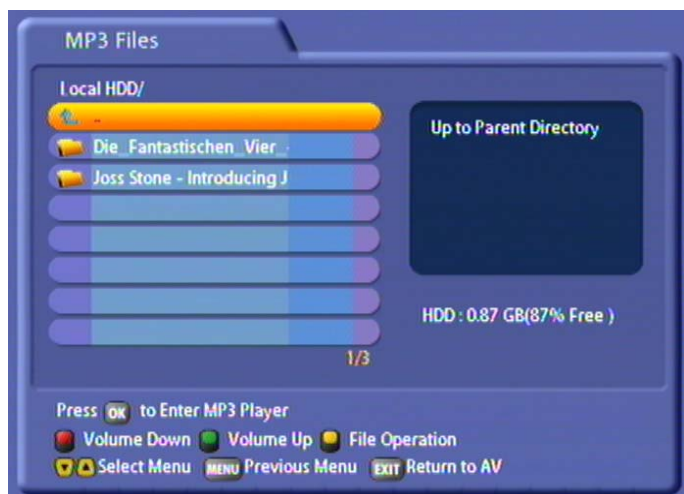 MP3 Files
Local HDD/
..
Die_Fantastischen_Vier_-
Joss Stone - Introducing J
1/3
Up to Parent Directory
HDD : 0.87 GB(87% Free )
Press OK to Enter MP3 Player
Volume Down Volume Up File Operation
Select Menu MENU Previous Menu EXIT Return to AV